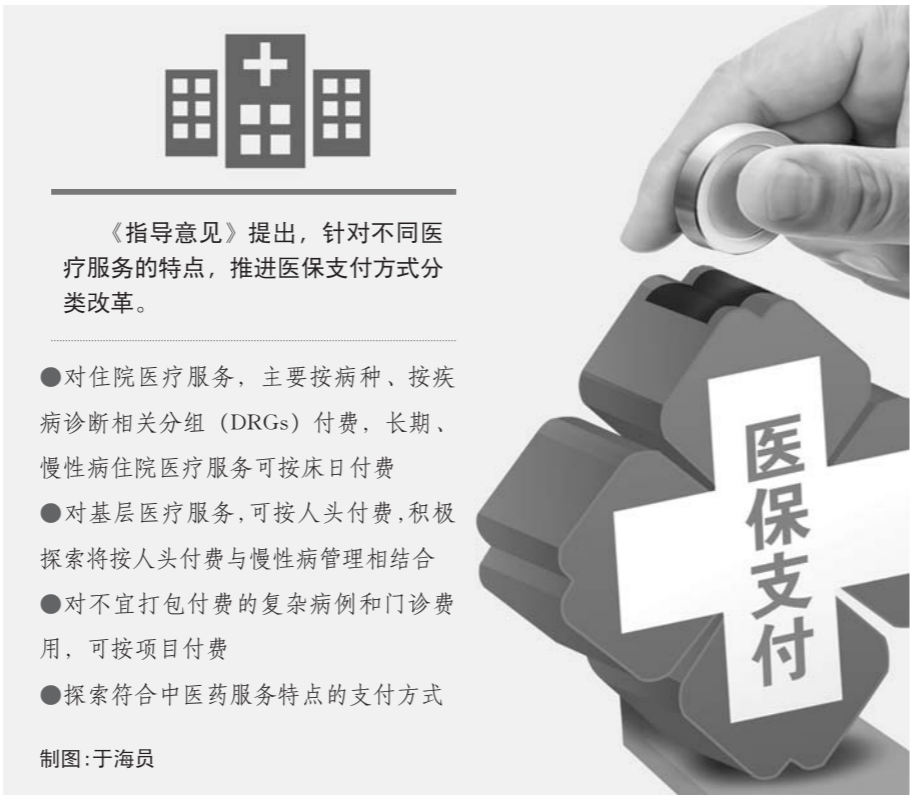 《指导意见》提出，针对不同医
疗服务的特点，推进医保支付方式分
类改革。
●对住院医疗服务，主要按病种、按疾
病诊断相关分组（DRGs）付费，长期、
慢性病住院医疗服务可按床日付费
●对基层医疗服务,可按人头付费,积极
探索将按人头付费与慢性病管理相结合
●对不宜打包付费的复杂病例和门诊费
用，可按项目付费
●探索符合中医药服务特点的支付方式
制图:于海员
医保支付